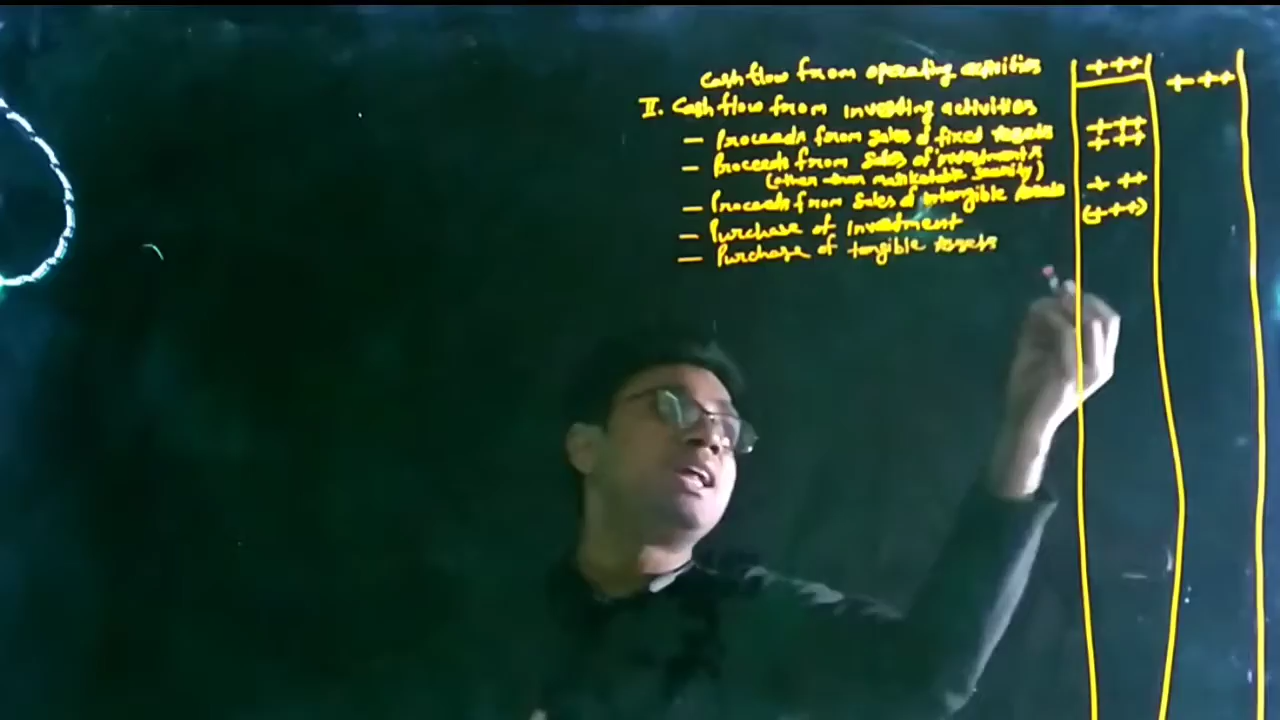 Cash flow from operating activities +++ +++
II. Cash flow from investing activities
— Proceeds from Sales of fixed Assets +++
— Proceeds from Sales of investments +++
(other than marketable Security)
— Proceeds from Sales of intangible Assets +++
— Purchase of Investment (+++)
— Purchase of tangible Assets